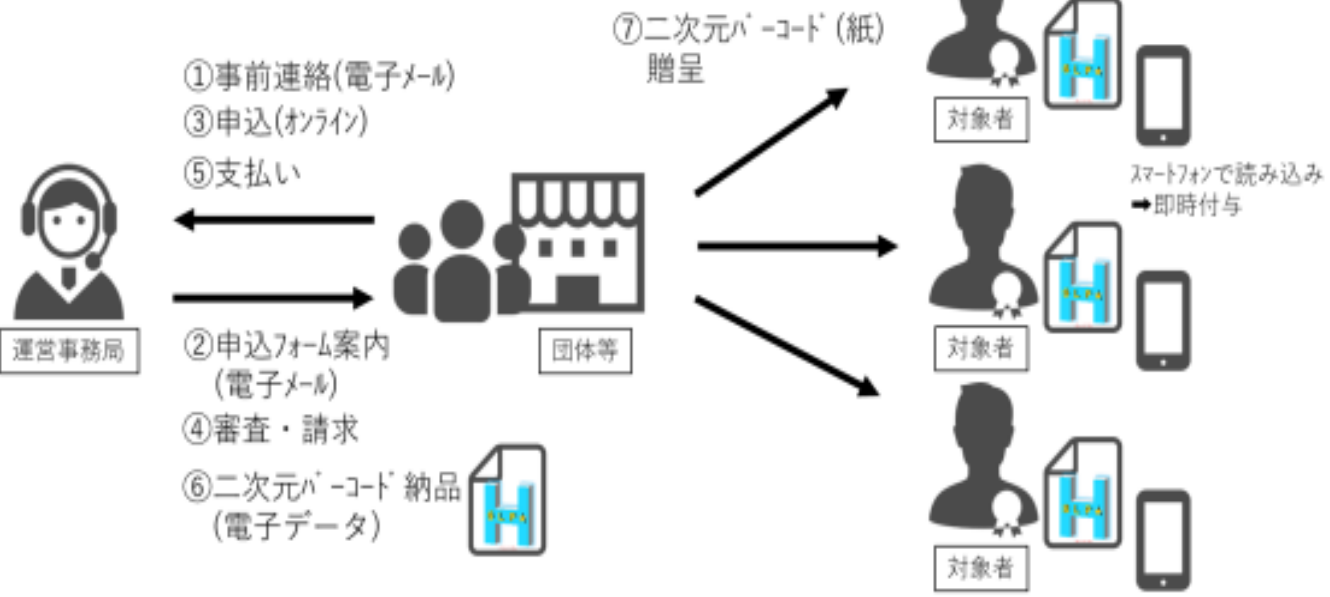 ①事前連絡(電子ﾒｰﾙ)
③申込(ｵﾝﾗｲﾝ)
⑤支払い
運営事務局
②申込ﾌｫｰﾑ案内
(電子ﾒｰﾙ)
④審査・請求
⑥二次元ﾊﾞｰｺｰﾄﾞ納品
(電子データ)
団体等
⑦二次元ﾊﾞｰｺｰﾄﾞ(紙)
贈呈
対象者
ｽﾏｰﾄﾌｫﾝで読み込み
➡即時付与
対象者
対象者